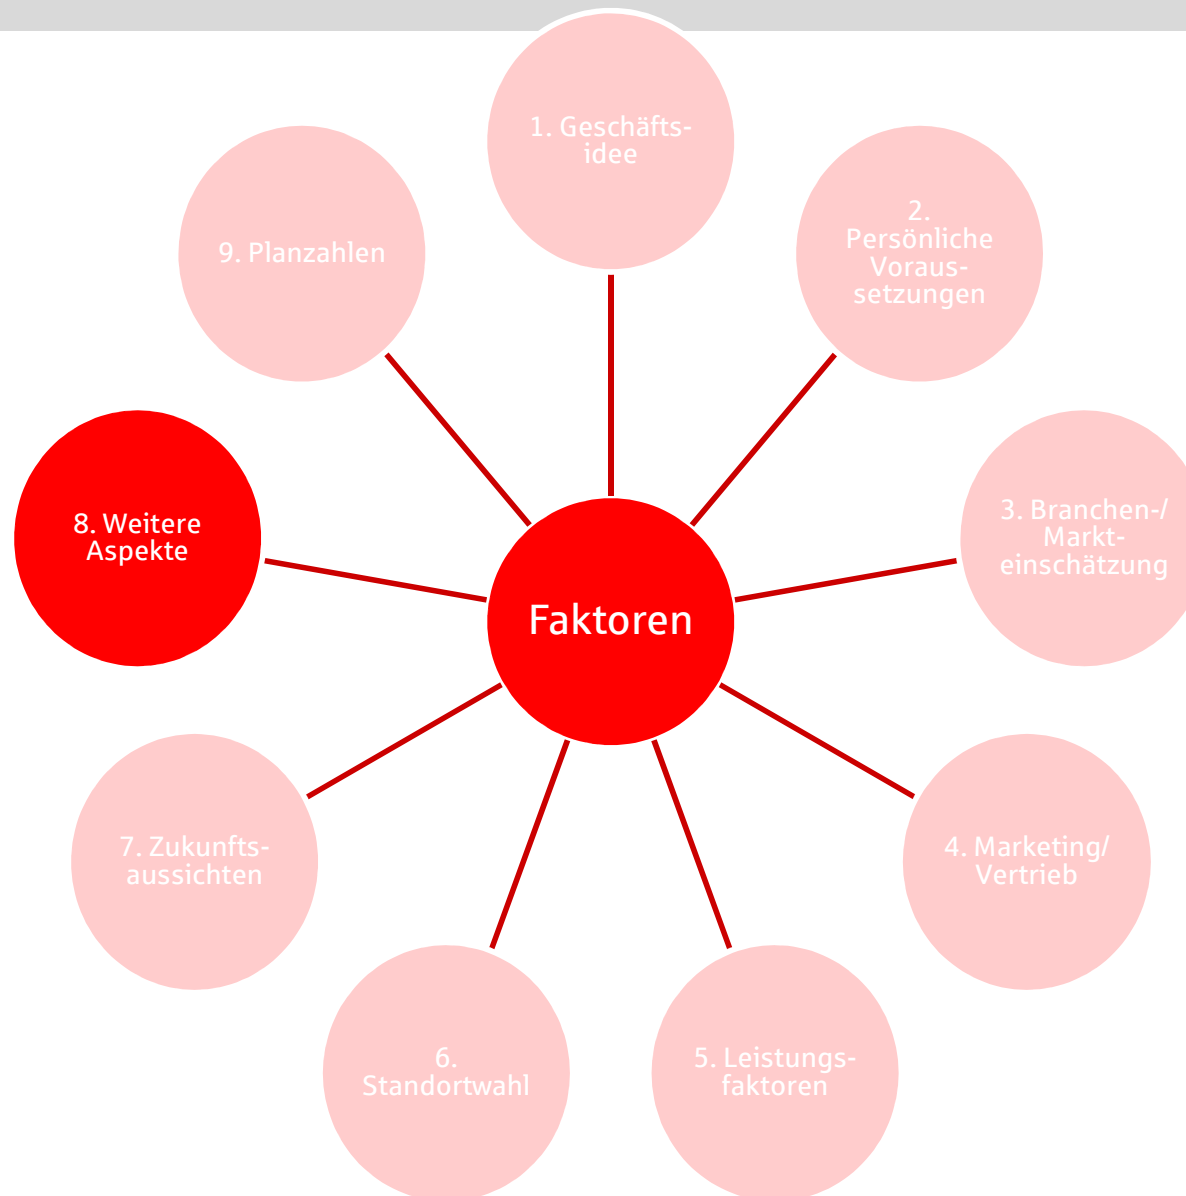 1. Geschäfts-
idee
2.
Persönliche
Voraus-
setzungen
3. Branchen-/
Markt-
einschätzung
4. Marketing/
Vertrieb
5. Leistungs-
faktoren
6.
Standortwahl
7. Zukunfts-
aussichten
8. Weitere
Aspekte
9. Planzahlen
Faktoren